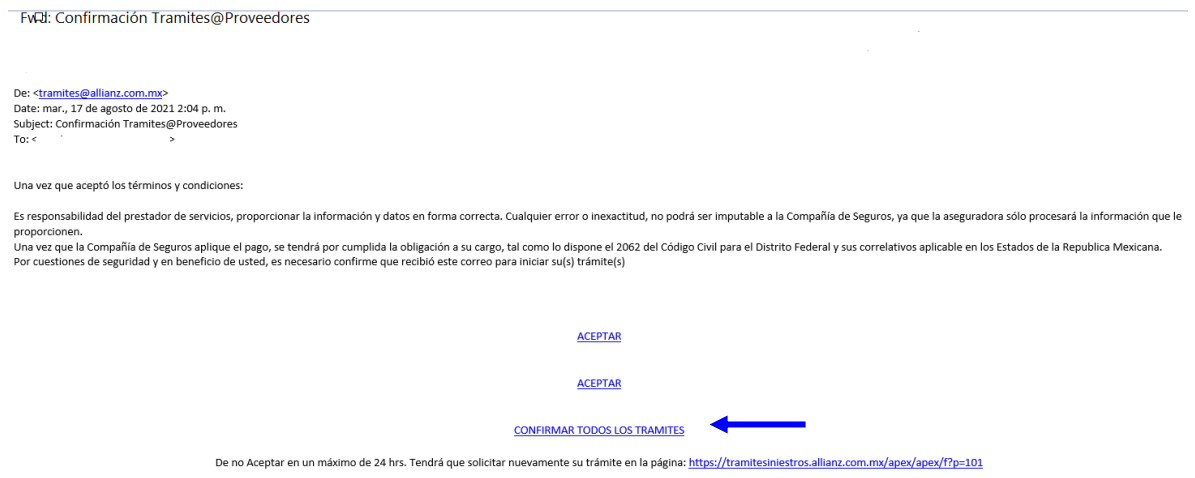 Fwd: Confirmación Tramites@Proveedores
De: <tramites@allianz.com.mx>
Date: mar., 17 de agosto de 2021 2:04 p. m.
Subject: Confirmación Tramites@Proveedores
To: < >
Una vez que aceptó los términos y condiciones:
Es responsabilidad del prestador de servicios, proporcionar la información y datos en forma correcta. Cualquier error o inexactitud, no podrá ser imputable a la Compañía de Seguros, ya que la aseguradora sólo procesará la información que le
proporcionen.
Una vez que la Compañía de Seguros aplique el pago, se tendrá por cumplida la obligación a su cargo, tal como lo dispone el 2062 del Código Civil para el Distrito Federal y sus correlativos aplicable en los Estados de la Republica Mexicana.
Por cuestiones de seguridad y en beneficio de usted, es necesario confirme que recibió este correo para iniciar su(s) trámite(s)
ACEPTAR
ACEPTAR
CONFIRMAR TODOS LOS TRAMITES
De no Aceptar en un máximo de 24 hrs. Tendrá que solicitar nuevamente su trámite en la página: https://tramitesiniestros.allianz.com.mx/apex/apex/f?p=101